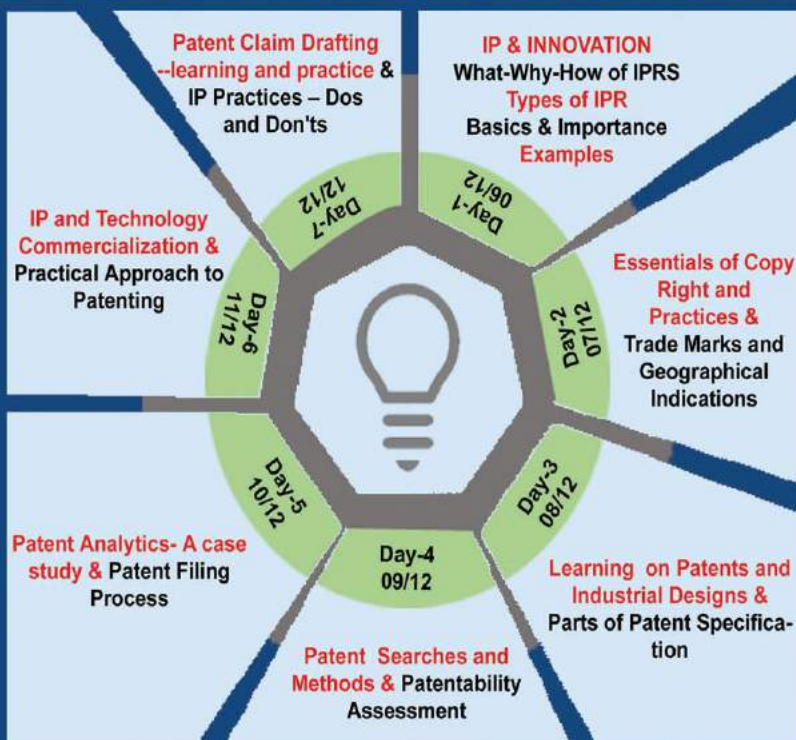 IP & INNOVATION
What-Why-How of IPRS
Types of IPR
Basics & Importance
Examples
Day-1
06/12
Essentials of Copy
Right and
Practices &
Trade Marks and
Geographical
Indications
Day-2
07/12
Learning on Patents and
Industrial Designs &
Parts of Patent Specifica-
tion
Day-3
08/12
Patent Searches and
Methods & Patentability
Assessment
Day-4
09/12
Patent Analytics- A case
study & Patent Filing
Process
Day-5
10/12
IP and Technology
Commercialization &
Practical Approach to
Patenting
Day-6
11/12
Patent Claim Drafting
--learning and practice &
IP Practices – Dos
and Don'ts
Day-7
12/12